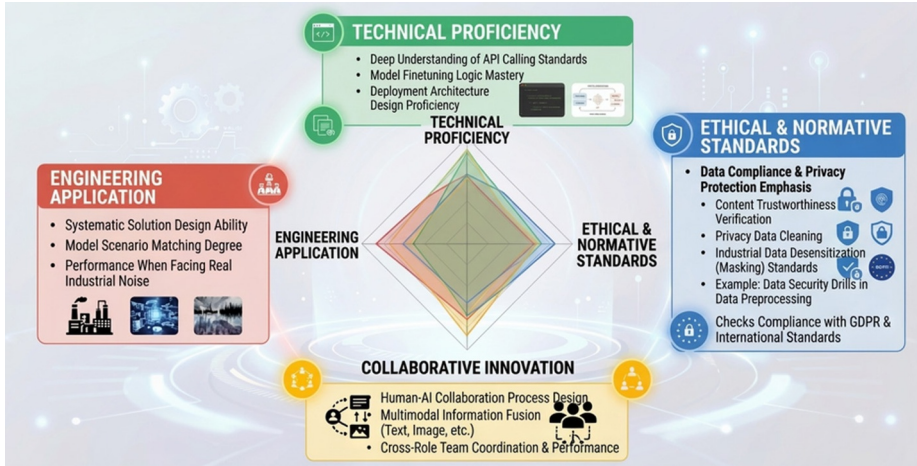 TECHNICAL PROFICIENCY
• Deep Understanding of API Calling Standards
• Model Finetuning Logic Mastery
• Deployment Architecture
Design Proficiency
TECHNICAL
PROFICIENCY
ENGINEERING
APPLICATION
• Systematic Solution Design Ability
• Model Scenario Matching Degree
• Performance When Facing Real
Industrial Noise
ENGINEERING
APPLICATION
ETHICAL &
NORMATIVE
STANDARDS
ETHICAL & NORMATIVE
STANDARDS
• Data Compliance & Privacy
Protection Emphasis
• Content Trustworthiness
Verification
• Privacy Data Cleaning
• Industrial Data Desensitization
(Masking) Standards
• Example: Data Security Drills in
Data Preprocessing
Checks Compliance with GDPR &
International Standards
COLLABORATIVE INNOVATION
Human-AI Collaboration Process Design
Multimodal Information Fusion
(Text, Image, etc.)
• Cross-Role Team Coordination & Performance